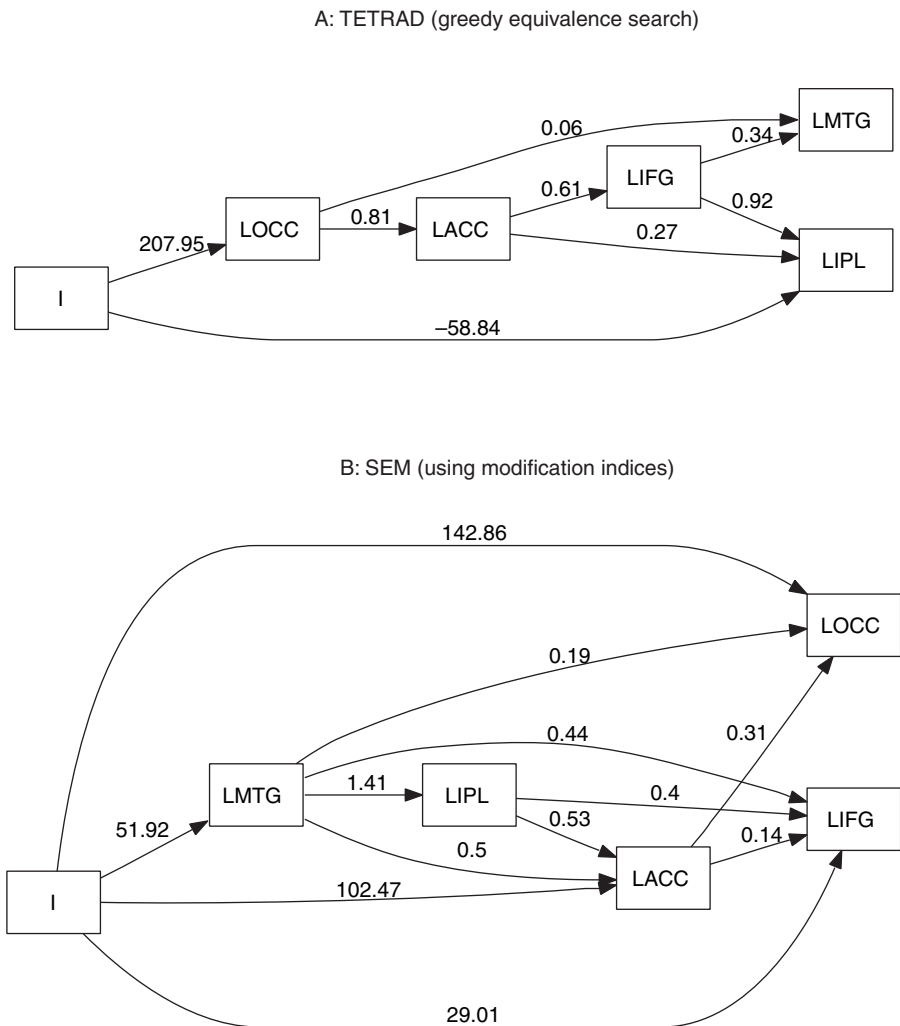 A: TETRAD (greedy equivalence search)
0.06
LMTG
0.34
LIFG
0.61
0.92
LOCC
0.81
LACC
0.27
207.95
LIPL
I
–58.84
B: SEM (using modification indices)
142.86
LOCC
0.19
0.31
0.44
LMTG
1.41
LIPL
0.4
LIFG
51.92
0.53
0.14
0.5
LACC
102.47
I
29.01